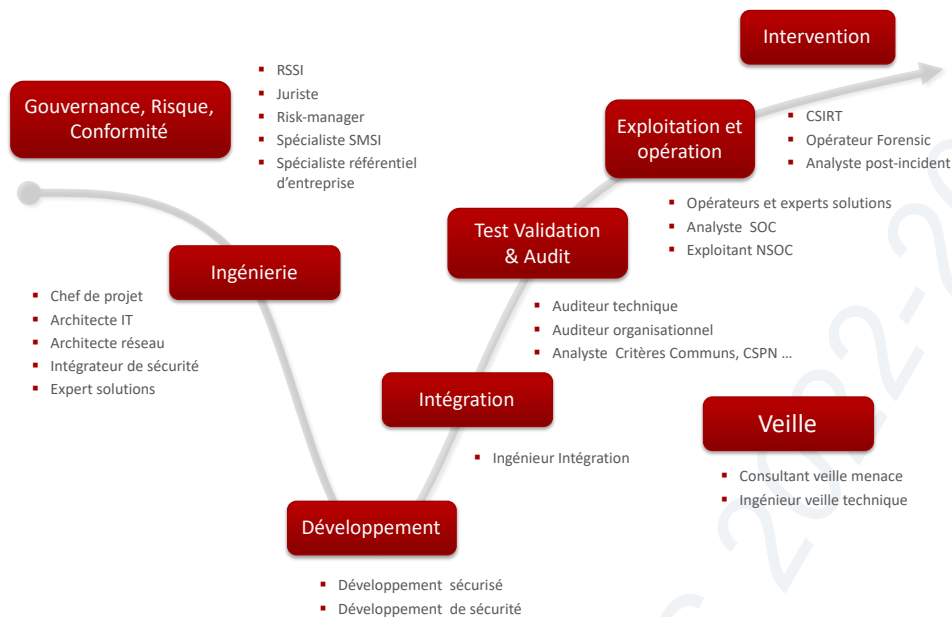 Gouvernance, Risque,
Conformité
▪ RSSI
▪ Juriste
▪ Risk-manager
▪ Spécialiste SMSI
▪ Spécialiste référentiel
d'entreprise
Ingénierie
▪ Chef de projet
▪ Architecte IT
▪ Architecte réseau
▪ Intégrateur de sécurité
▪ Expert solutions
Développement
▪ Développement sécurisé
▪ Développement de sécurité
Intégration
▪ Ingénieur Intégration
Test Validation
& Audit
▪ Auditeur technique
▪ Auditeur organisationnel
▪ Analyste Critères Communs, CSPN ...
Exploitation et
opération
▪ Opérateurs et experts solutions
▪ Analyste SOC
▪ Exploitant NSOC
Intervention
▪ CSIRT
▪ Opérateur Forensic
▪ Analyste post-incident
Veille
▪ Consultant veille menace
▪ Ingénieur veille technique